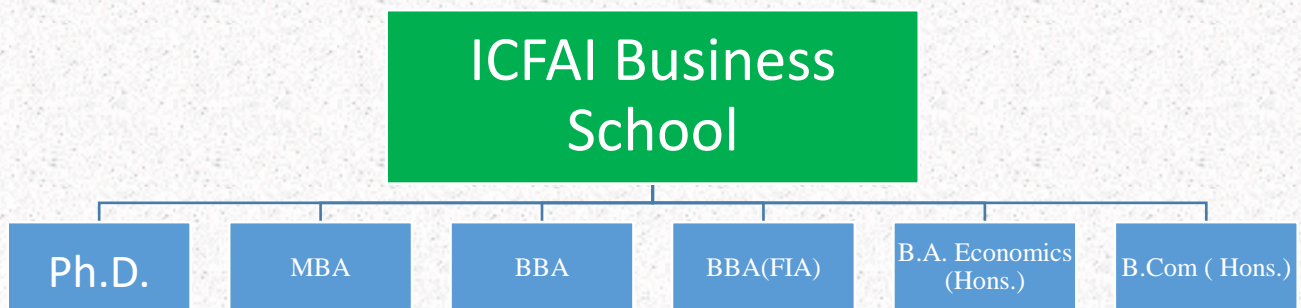 ICFAI Business
School
Ph.D.
MBA
BBA
BBA(FIA)
B.A. Economics
(Hons.)
B.Com ( Hons.)